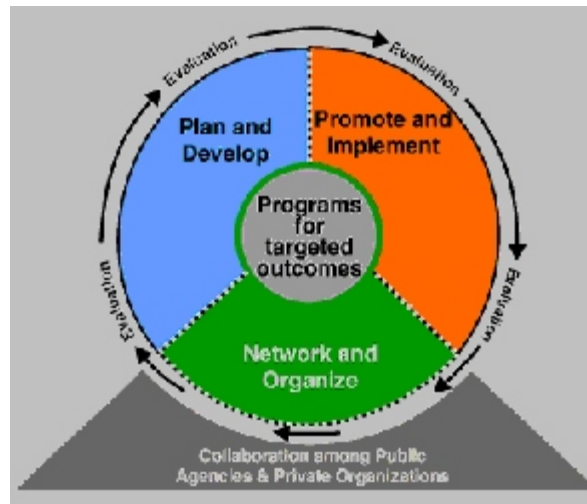 Evaluation
Evaluation
Plan and
Develop
Promote and
Implement
Programs
for
targeted
outcomes
Evaluation
Evaluation
Network and
Organize
Collaboration among Public
Agencies & Private Organizations